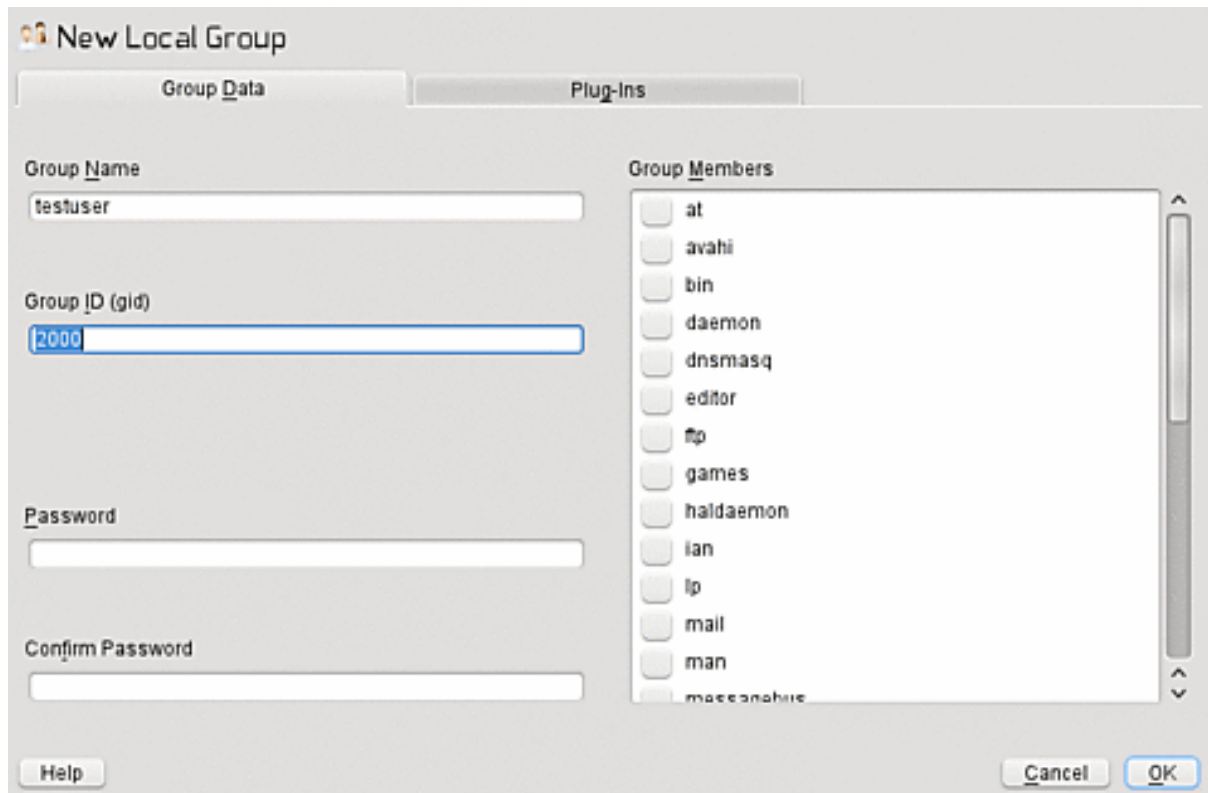 New Local Group
Group Data
Plug-Ins
Group Name
testuser
Group ID (gid)
2000
Password
Confirm Password
Group Members
at
avahi
bin
daemon
dnsmasq
editor
ftp
games
haldaemon
ian
lp
mail
man
messagebus
Help
Cancel
OK